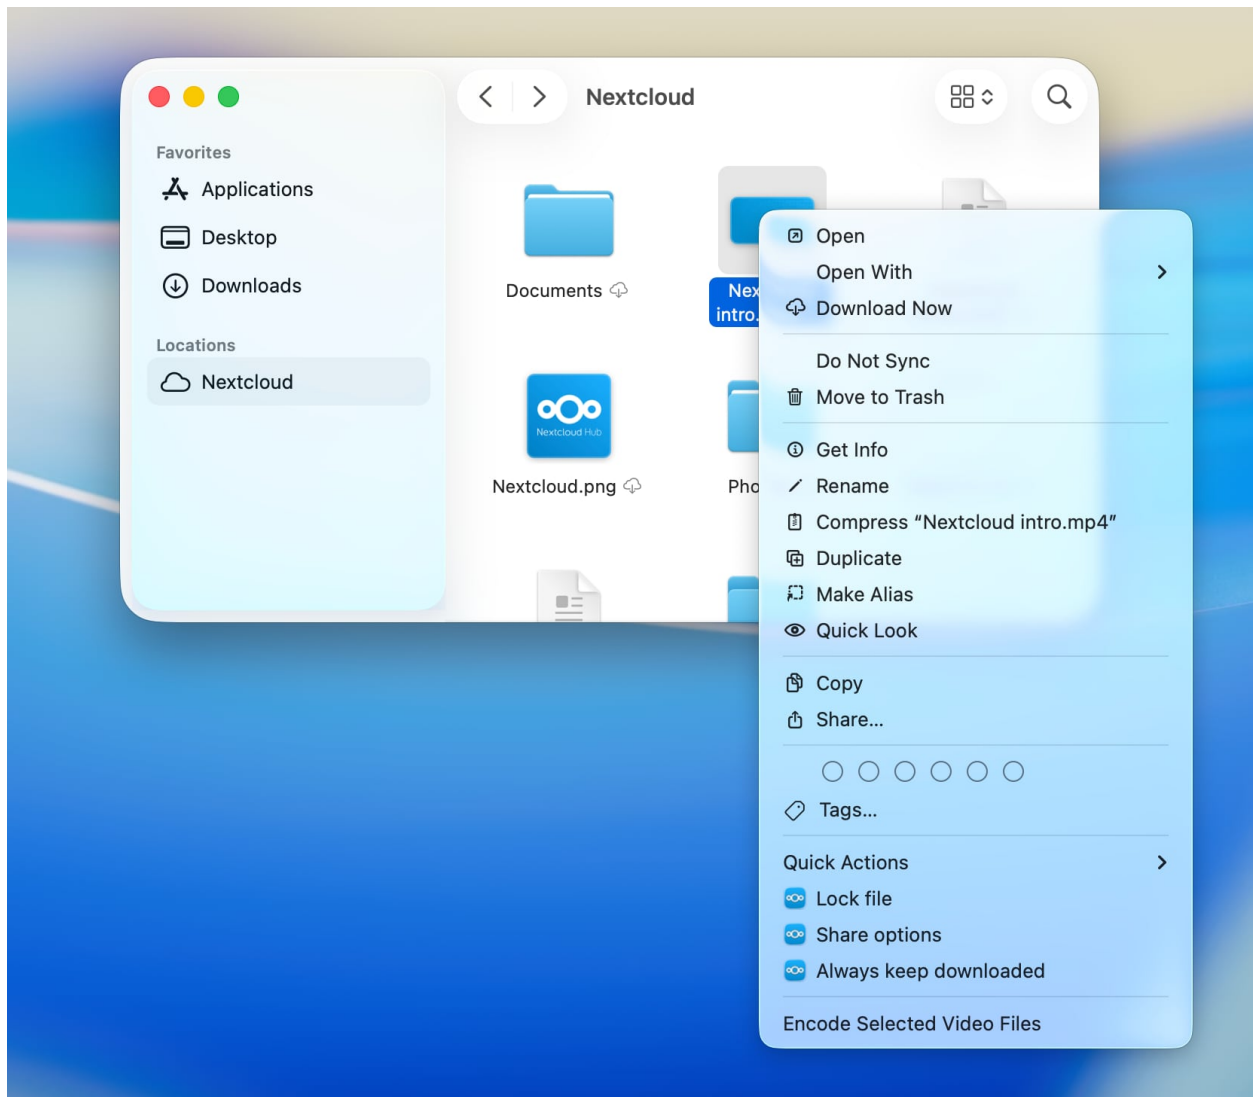 Nextcloud
Favorites
Applications
Desktop
Downloads
Locations
Nextcloud
Documents
intro.
Nextcloud Hub
Nextcloud.png
Open
Open With
Download Now
Do Not Sync
Move to Trash
Get Info
Rename
Compress “Nextcloud intro.mp4”
Duplicate
Make Alias
Quick Look
Copy
Share...
Tags...
Quick Actions
Lock file
Share options
Always keep downloaded
Encode Selected Video Files